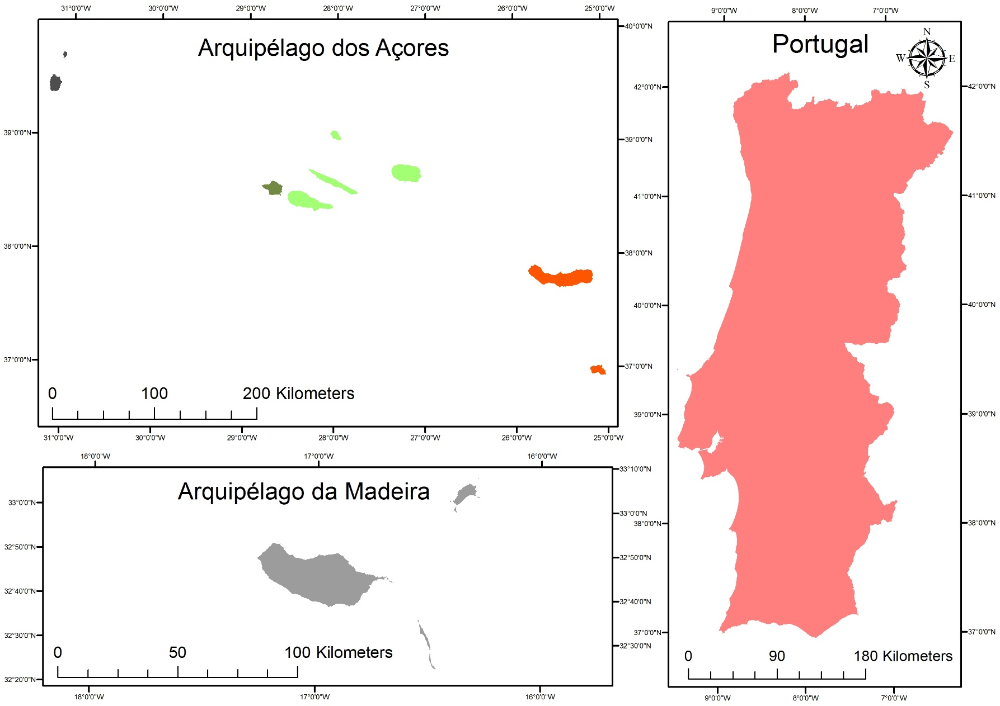 31°0'0"W 30°0'0"W 29°0'0"W 28°0'0"W 27°0'0"W 26°0'0"W 25°0'0"W
Arquipélago dos Açores
40°0'0"N
39°0'0"N
39°0'0"N
38°0'0"N
38°0'0"N
37°0'0"N
37°0'0"N
0 100 200 Kilometers
31°0'0"W 30°0'0"W 29°0'0"W 28°0'0"W 27°0'0"W 26°0'0"W 25°0'0"W
18°0'0"W 17°0'0"W 16°0'0"W
Arquipélago da Madeira
33°10'0"N
33°0'0"N
33°0'0"N
32°50'0"N
32°50'0"N
32°40'0"N
32°40'0"N
32°30'0"N
32°30'0"N
32°20'0"N
0 50 100 Kilometers
18°0'0"W 17°0'0"W 16°0'0"W
9°0'0"W 8°0'0"W 7°0'0"W
Portugal
N
W E
S
42°0'0"N 42°0'0"N
41°0'0"N 41°0'0"N
40°0'0"N 40°0'0"N
39°0'0"N 39°0'0"N
38°0'0"N 38°0'0"N
37°0'0"N 37°0'0"N
0 90 180 Kilometers
9°0'0"W 8°0'0"W 7°0'0"W